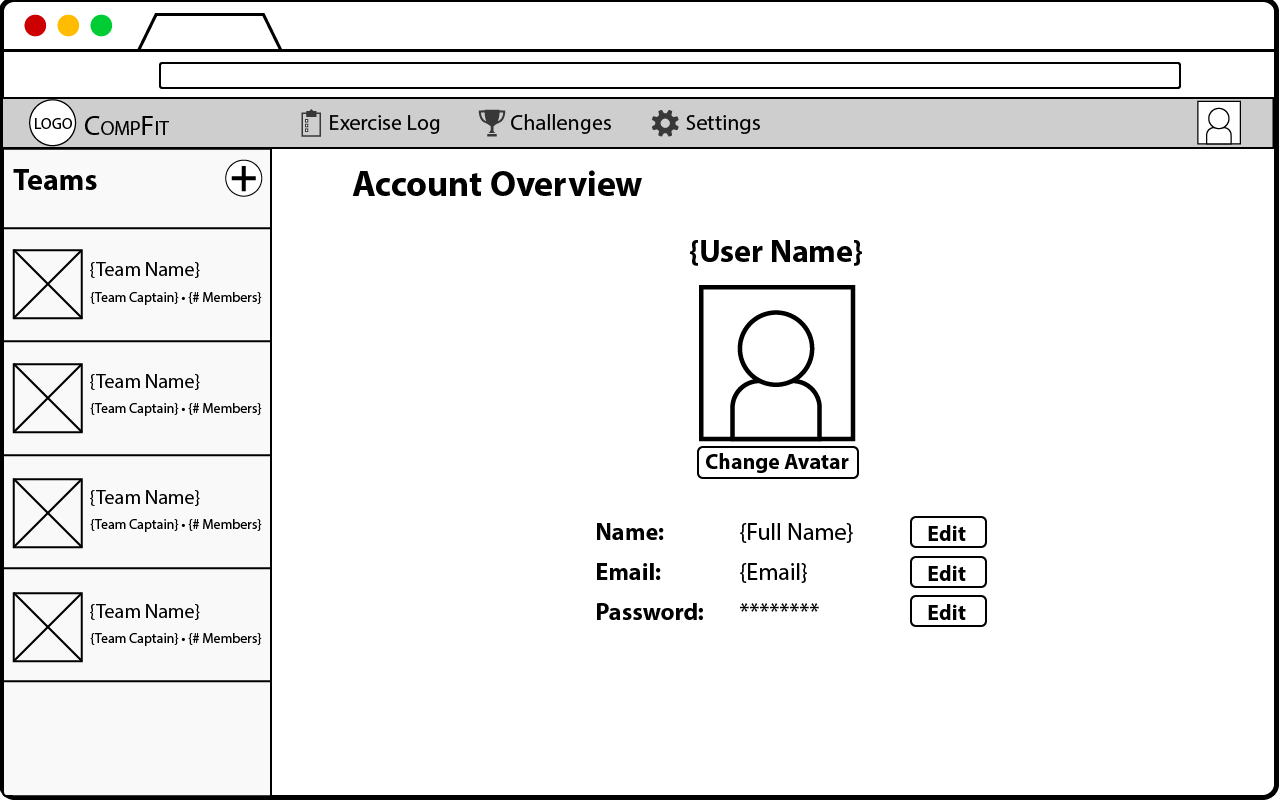 LOGO CompFit Exercise Log Challenges Settings
Teams
{Team Name}
{Team Captain} • {# Members}
{Team Name}
{Team Captain} • {# Members}
{Team Name}
{Team Captain} • {# Members}
{Team Name}
{Team Captain} • {# Members}
Account Overview
{User Name}
Change Avatar
Name: {Full Name} Edit
Email: {Email} Edit
Password: ******** Edit